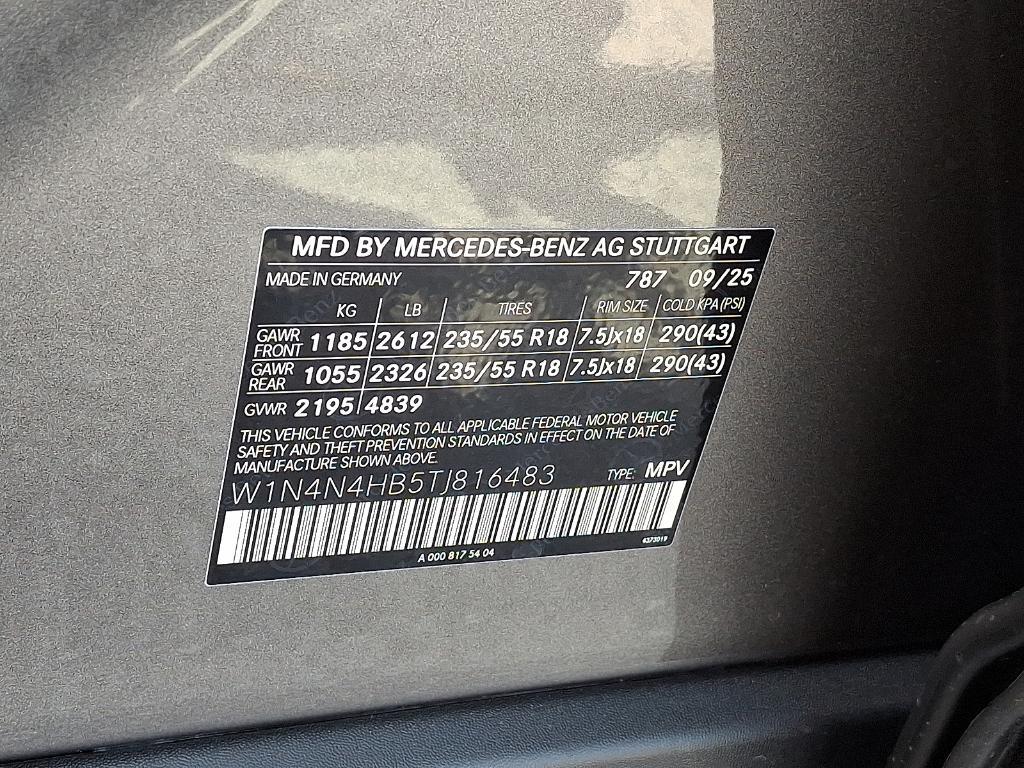 MFD BY MERCEDES-BENZ AG STUTTGART
MADE IN GERMANY 787 09/25
KG LB TIRES RIM SIZE COLD KPA (PSI)
GAWR FRONT 1185 2612 235/55 R18 7.5Jx18 290(43)
GAWR REAR 1055 2326 235/55 R18 7.5Jx18 290(43)
GVWR 2195 4839
THIS VEHICLE CONFORMS TO ALL APPLICABLE FEDERAL MOTOR VEHICLE
SAFETY AND THEFT PREVENTION STANDARDS IN EFFECT ON THE DATE OF
MANUFACTURE SHOWN ABOVE.
W1N4N4HB5TJ816483 TYPE: MPV
A 000 817 54 04 6373019